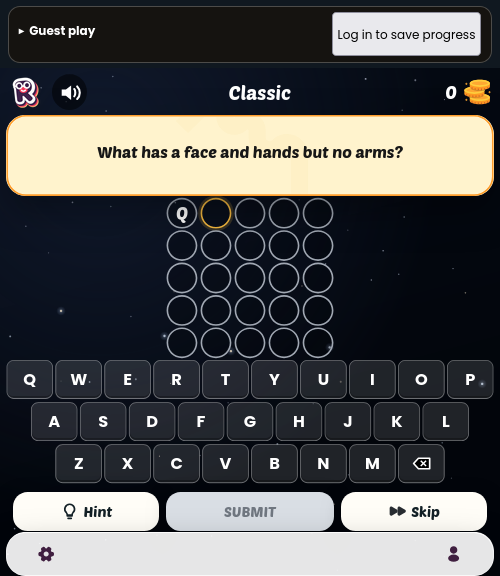 ▸ Guest play
Log in to save progress
R
Classic
0
What has a face and hands but no arms?
Q
Q W E R T Y U I O P
A S D F G H J K L
Z X C V B N M
Hint
SUBMIT
Skip